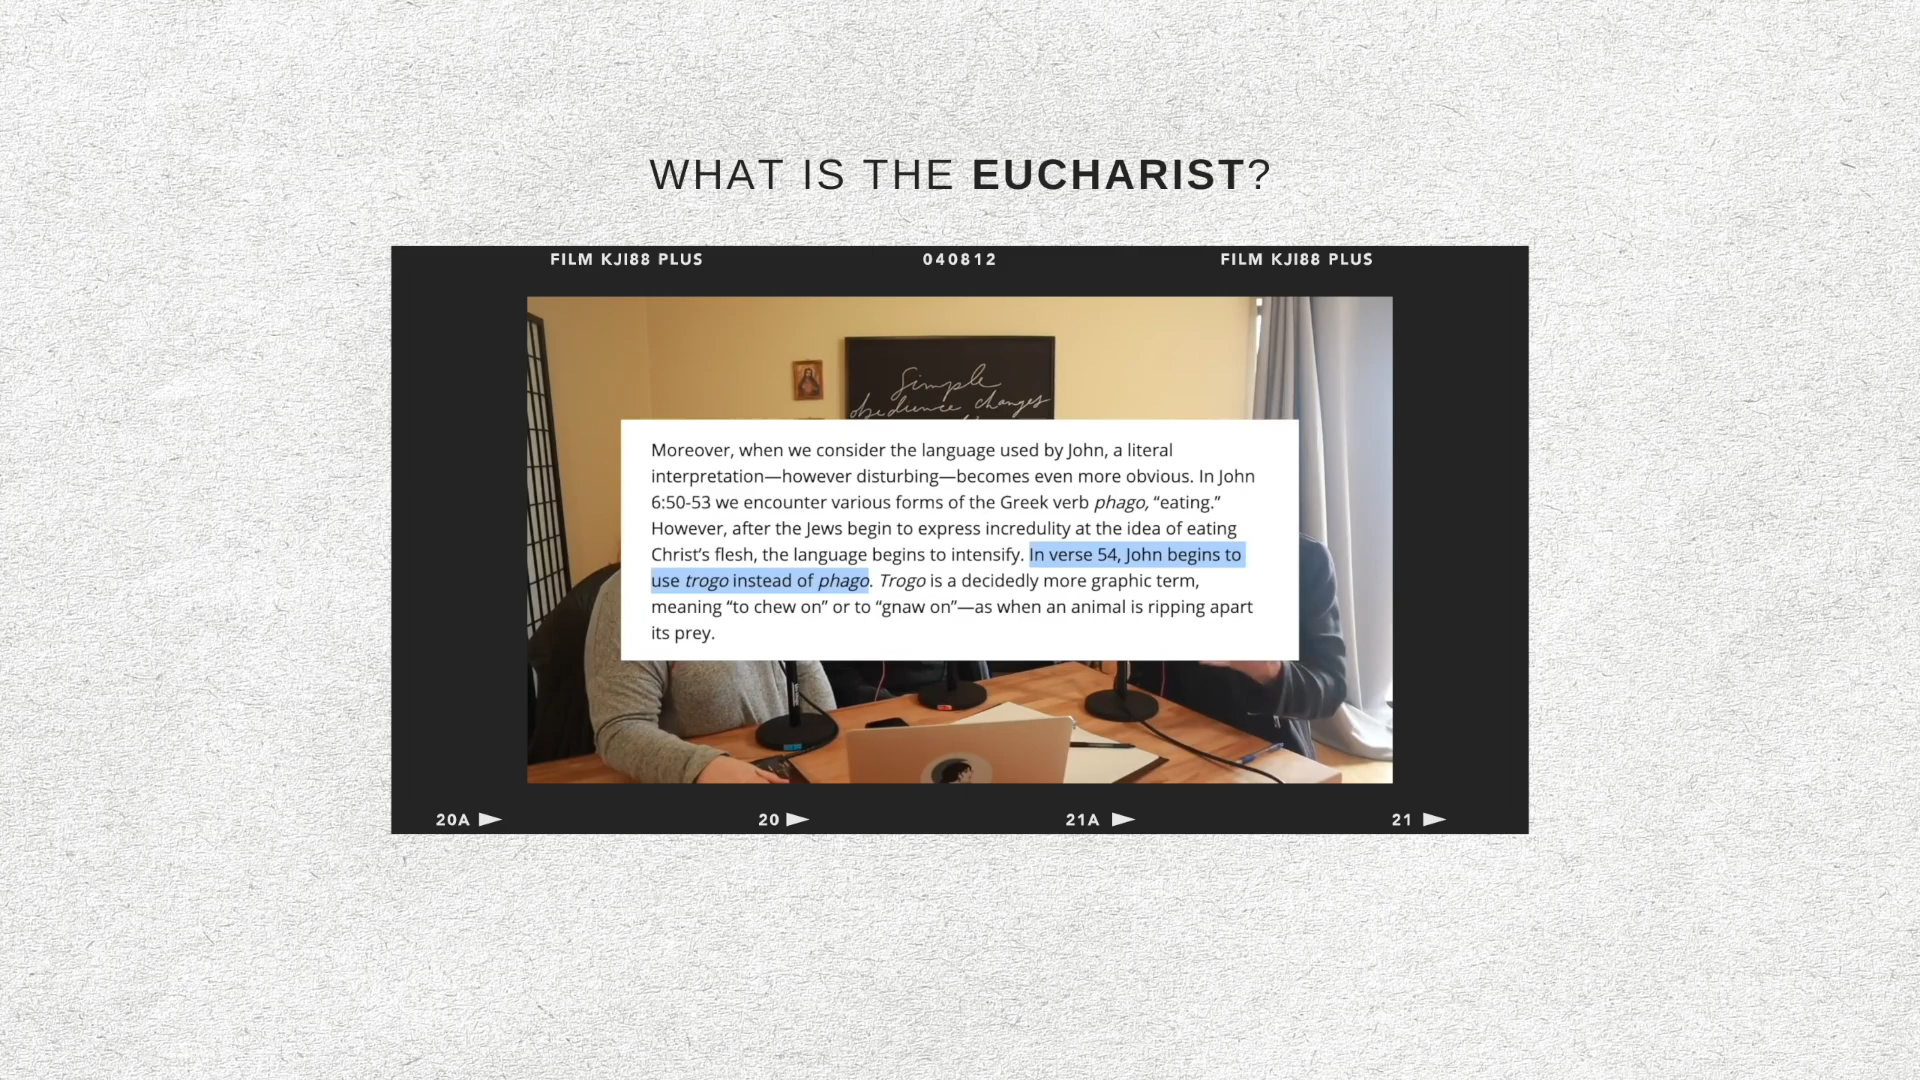 WHAT IS THE EUCHARIST?
FILM KJI88 PLUS 040812 FILM KJI88 PLUS
Simple
obedience changes
Moreover, when we consider the language used by John, a literal
interpretation—however disturbing—becomes even more obvious. In John
6:50-53 we encounter various forms of the Greek verb phago, “eating.”
However, after the Jews begin to express incredulity at the idea of eating
Christ’s flesh, the language begins to intensify. In verse 54, John begins to
use trogo instead of phago. Trogo is a decidedly more graphic term,
meaning “to chew on” or to “gnaw on”—as when an animal is ripping apart
its prey.
20A 20 21A 21